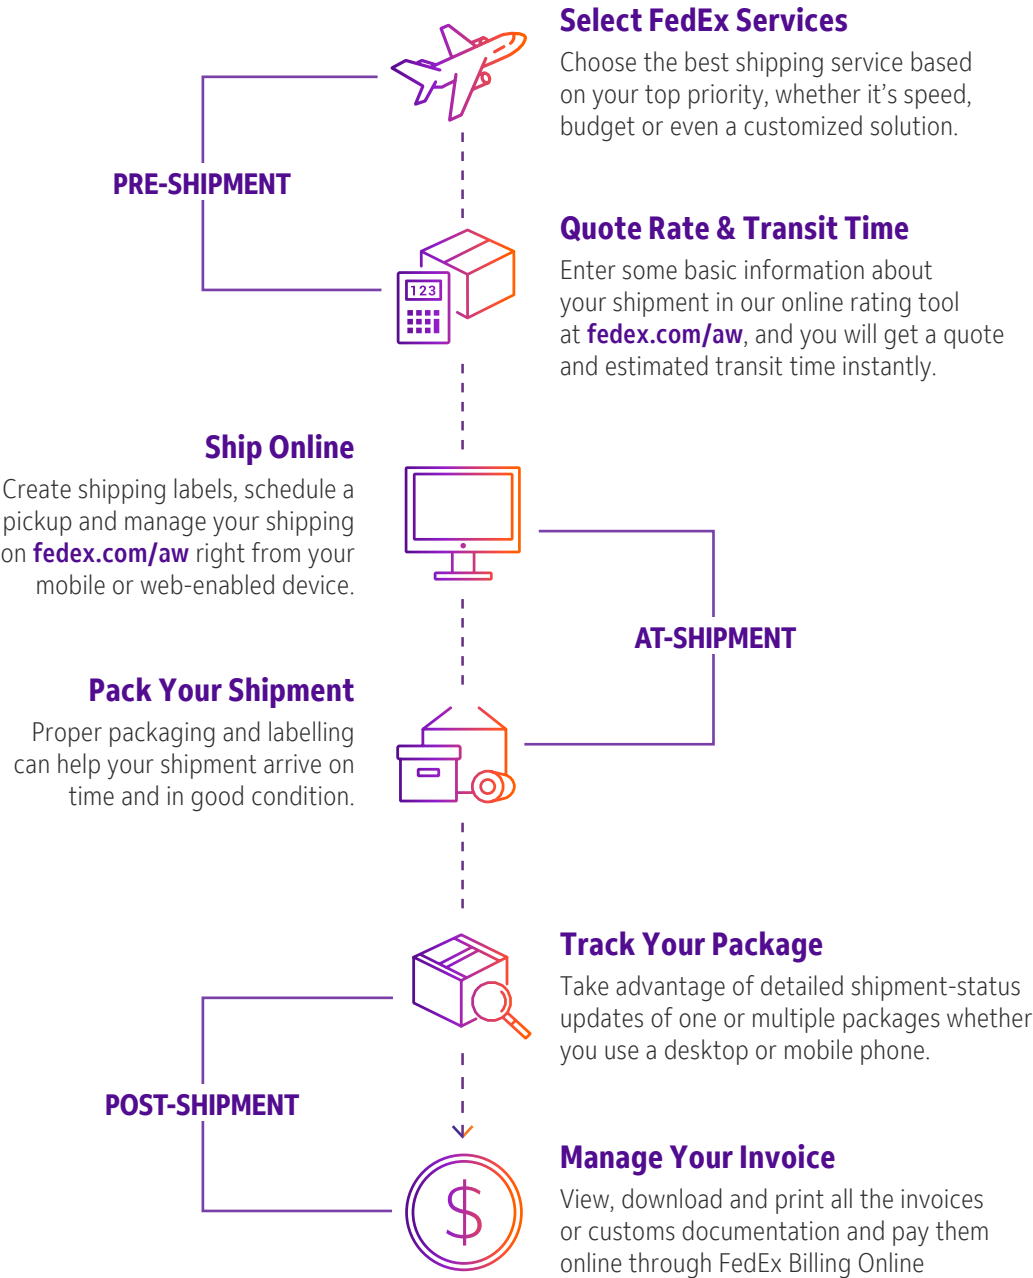 Select FedEx Services
Choose the best shipping service based
on your top priority, whether it’s speed,
budget or even a customized solution.
PRE-SHIPMENT
Quote Rate & Transit Time
Enter some basic information about
your shipment in our online rating tool
at fedex.com/aw, and you will get a quote
and estimated transit time instantly.
123
Ship Online
Create shipping labels, schedule a
pickup and manage your shipping
on fedex.com/aw right from your
mobile or web-enabled device.
AT-SHIPMENT
Pack Your Shipment
Proper packaging and labelling
can help your shipment arrive on
time and in good condition.
Track Your Package
Take advantage of detailed shipment-status
updates of one or multiple packages whether
you use a desktop or mobile phone.
POST-SHIPMENT
Manage Your Invoice
View, download and print all the invoices
or customs documentation and pay them
online through FedEx Billing Online
$